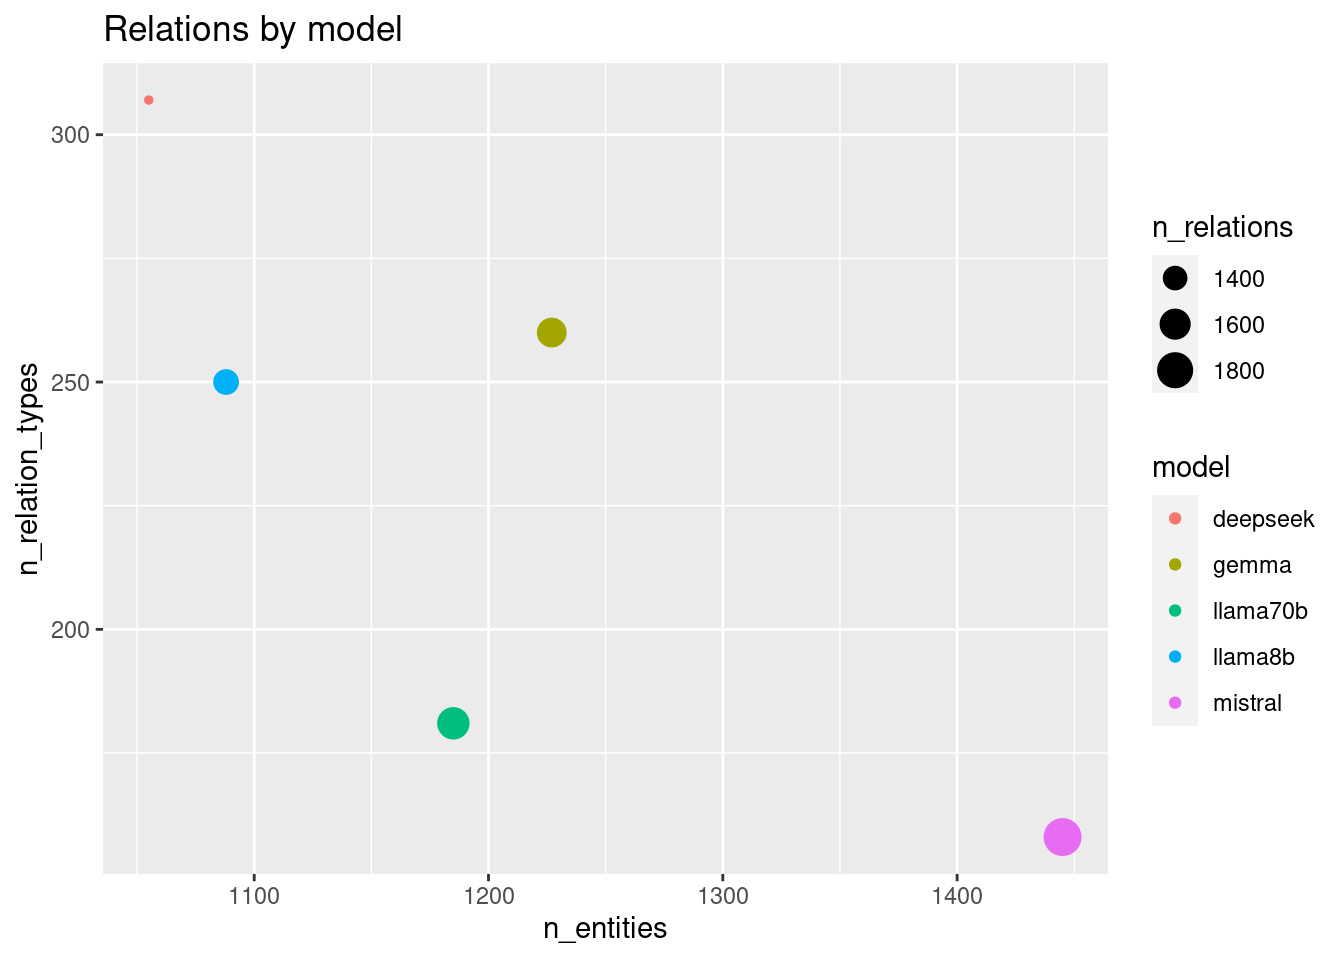 Relations by model
300
250
200
n_relation_types
1100
1200
1300
1400
n_entities
n_relations
1400
1600
1800
model
deepseek
gemma
llama70b
llama8b
mistral